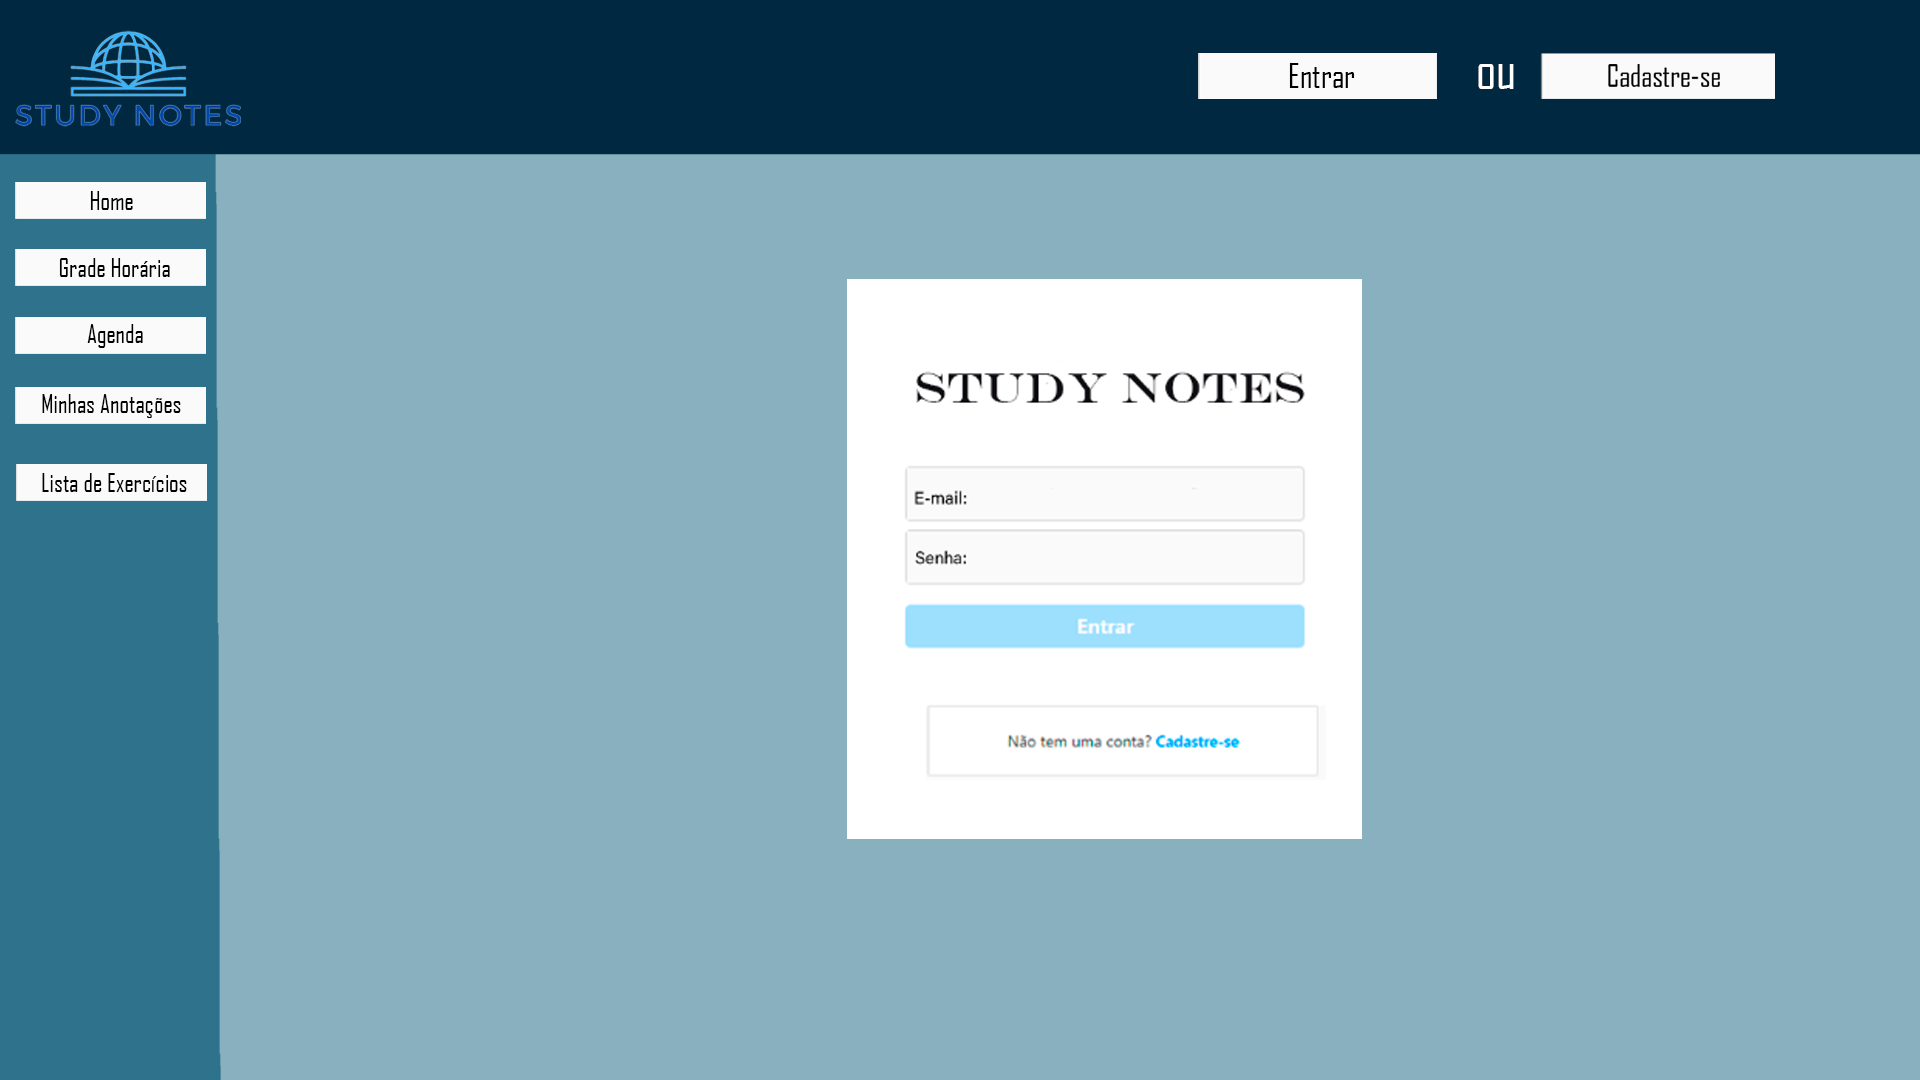 STUDY NOTES
Entrar ou Cadastre-se
Home
Grade Horária
Agenda
Minhas Anotações
Lista de Exercícios
STUDY NOTES
E-mail:
Senha:
Entrar
Não tem uma conta? Cadastre-se